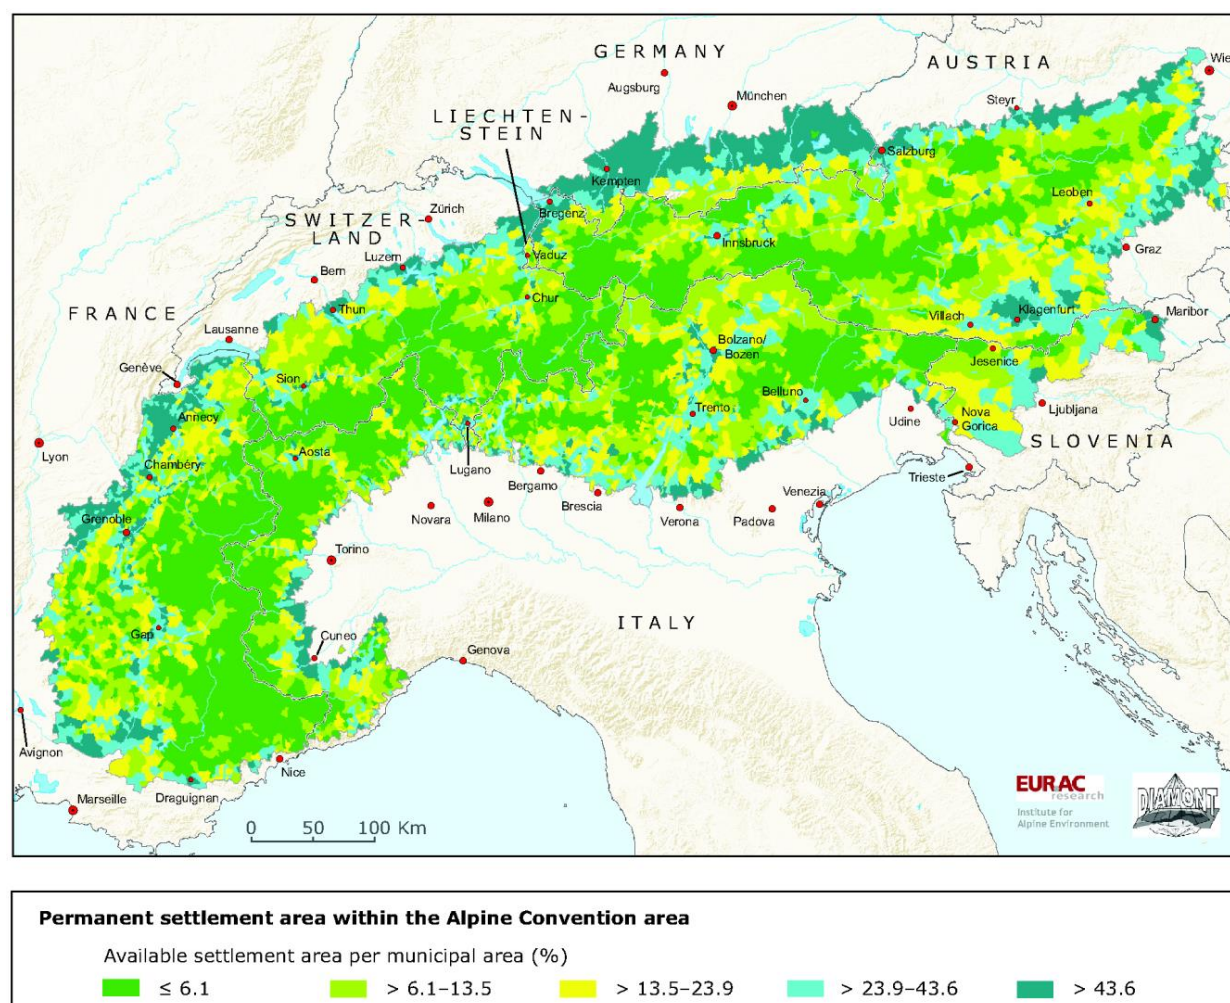 GERMANY
AUSTRIA
Wie
Augsburg
München
Steyr
LIECHTEN-
STEIN
Salzburg
Kempten
Leoben
SWITZER-
LAND
Zürich
Bregenz
Innsbruck
Graz
Luzern
Vaduz
Bern
Chur
FRANCE
Thun
Klagenfurt
Villach
Maribor
Lausanne
Bolzano/
Bozen
Jesenice
Genève
Sion
Belluno
Trento
Ljubljana
Annecy
Udine
Nova
Gorica
SLOVENIA
Lyon
Aosta
Chambéry
Lugano
Trieste
Bergamo
Grenoble
Novara
Milano
Brescia
Verona
Padova
Venezia
Torino
ITALY
Gap
Cuneo
Genova
Avignon
Nice
Marseille
Draguignan
0 50 100 Km
EURAC
research
Institute for
Alpine Environment
DIAMONT
Permanent settlement area within the Alpine Convention area
Available settlement area per municipal area (%)
≤ 6.1 > 6.1–13.5 > 13.5–23.9 > 23.9–43.6 > 43.6